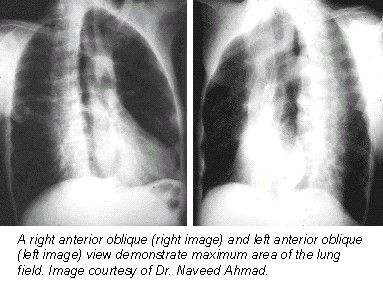 A right anterior oblique (right image) and left anterior oblique
(left image) view demonstrate maximum area of the lung
field. Image courtesy of Dr. Naveed Ahmad.